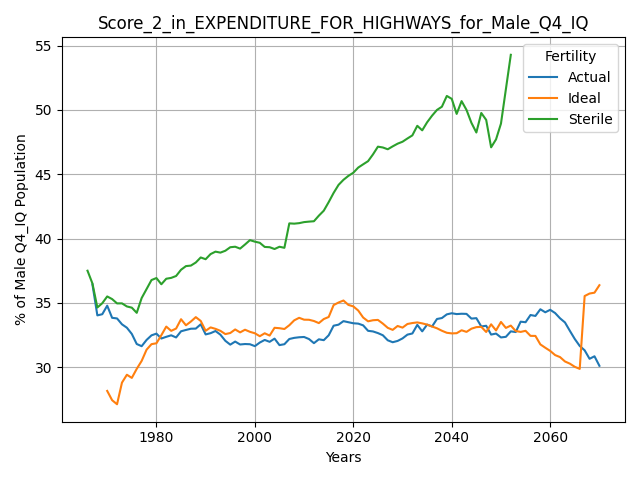 Score_2_in_EXPENDITURE_FOR_HIGHWAYS_for_Male_Q4_IQ
55
50
45
40
35
30
% of Male Q4_IQ Population
Fertility
Actual
Ideal
Sterile
1980
2000
2020
2040
2060
Years